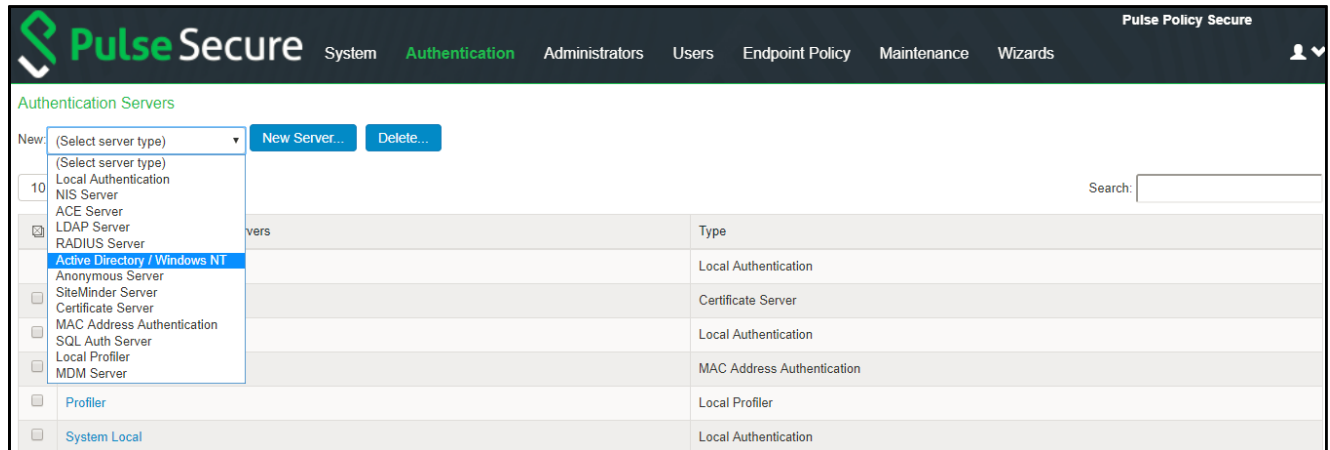 Pulse Policy Secure
Pulse Secure System Authentication Administrators Users Endpoint Policy Maintenance Wizards
Authentication Servers
New: (Select server type) New Server... Delete...
(Select server type)
Local Authentication
NIS Server
ACE Server
LDAP Server
RADIUS Server
Active Directory / Windows NT
Anonymous Server
SiteMinder Server
Certificate Server
MAC Address Authentication
SQL Auth Server
Local Profiler
MDM Server
10 Search:
Type
Local Authentication
Certificate Server
Local Authentication
MAC Address Authentication
Profiler Local Profiler
System Local Local Authentication